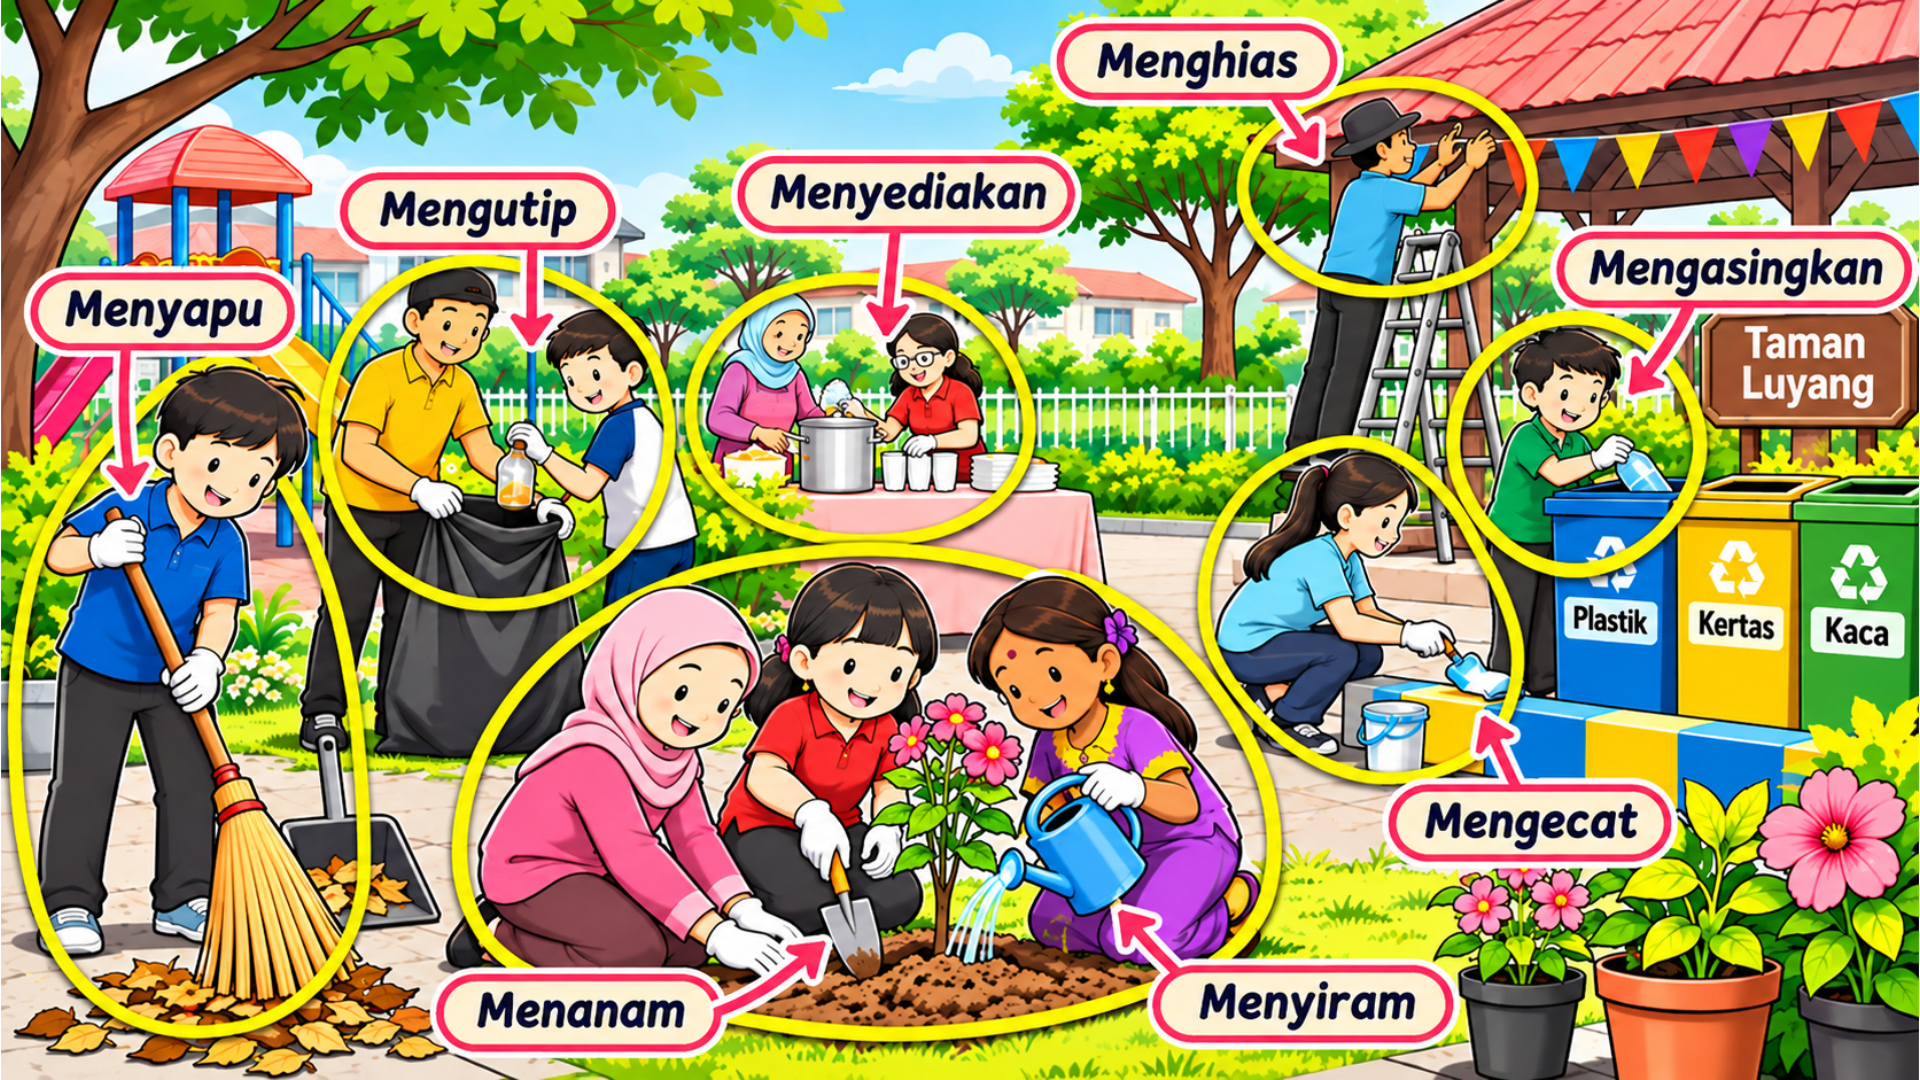 Menghias
Mengutip
Menyediakan
Mengasingkan
Menyapu
Taman
Luyang
Plastik
Kertas
Kaca
Mengecat
Menanam
Menyiram